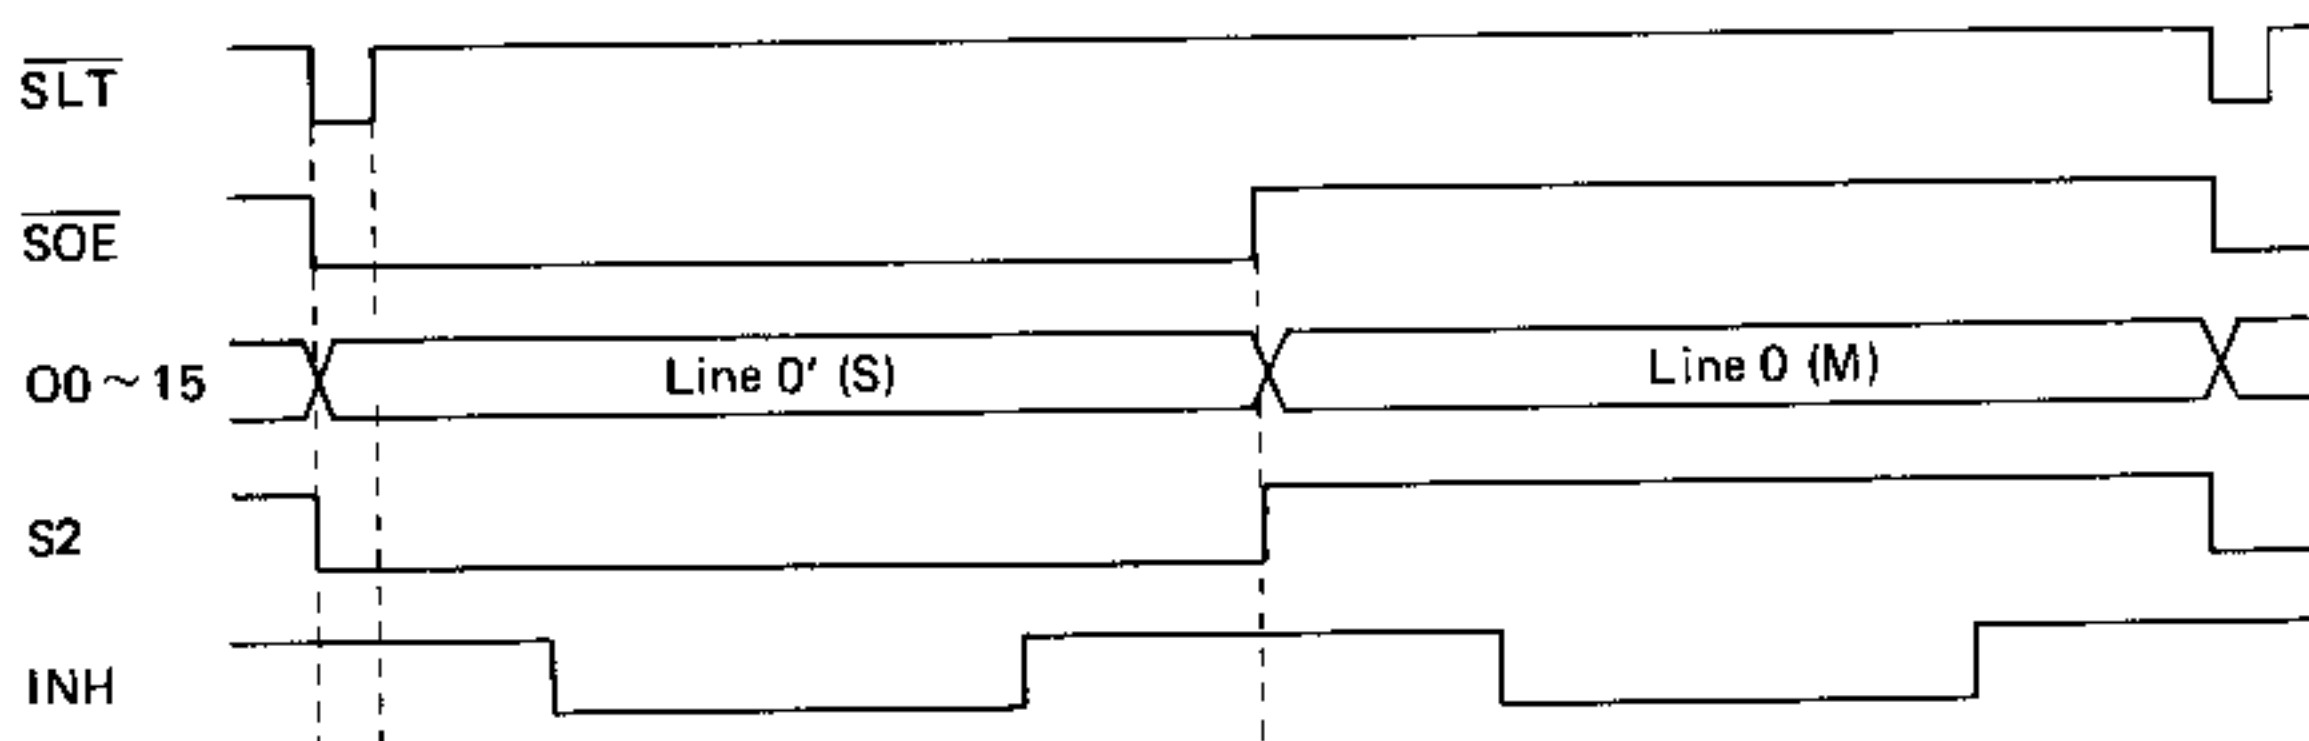 SLT
SOE
O0 ~ 15
Line 0' (S)
Line 0 (M)
S2
INH